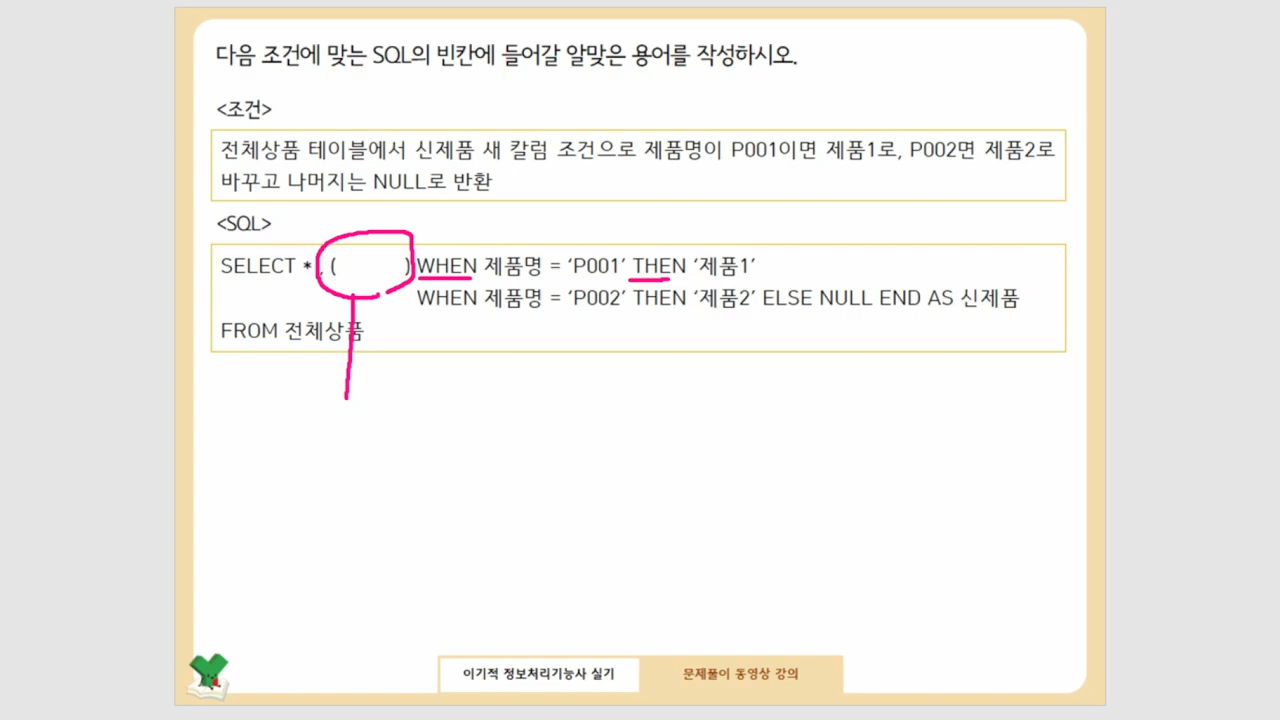 다음 조건에 맞는 SQL의 빈칸에 들어갈 알맞은 용어를 작성하시오.
<조건>
전체상품 테이블에서 신제품 새 칼럼 조건으로 제품명이 P001이면 제품1로, P002면 제품2로
바꾸고 나머지는 NULL로 반환
<SQL>
SELECT * , ( ) WHEN 제품명 = ‘P001’ THEN ‘제품1’
WHEN 제품명 = ‘P002’ THEN ‘제품2’ ELSE NULL END AS 신제품
FROM 전체상품
이기적 정보처리기능사 실기
문제풀이 동영상 강의